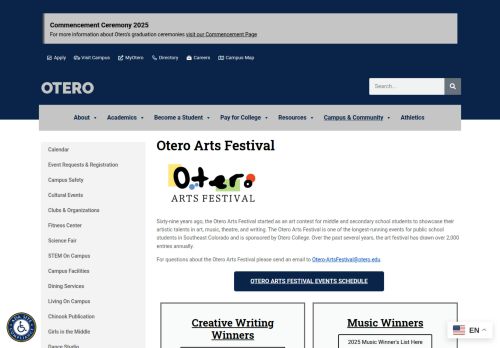 Commencement Ceremony 2025
For more information about Otero's graduation ceremonies visit our Commencement Page
Apply Visit Campus MyOtero Directory Careers Campus Map
OTERO
Search...
About Academics Become a Student Pay for College Resources Campus & Community Athletics
Calendar
Event Requests & Registration
Campus Safety
Cultural Events
Clubs & Organizations
Fitness Center
Science Fair
STEM On Campus
Campus Facilities
Dining Services
Living On Campus
Chinook Publication
Girls in the Middle
Dance Studio
Otero Arts Festival
Otero
ARTS FESTIVAL
Sixty-nine years ago, the Otero Arts Festival started as an art contest for middle and secondary school students to showcase their
artistic talents in art, music, theatre, and writing. The Otero Arts Festival is one of the longest-running events for public school
students in Southeast Colorado and is sponsored by Otero College. Over the past several years, the art festival has drawn over 2,000
entries annually.
For questions about the Otero Arts Festival please send an email to Otero-ArtsFestival@otero.edu.
OTERO ARTS FESTIVAL EVENTS SCHEDULE
Creative Writing
Winners
Music Winners
2025 Music Winner's List Here
EN